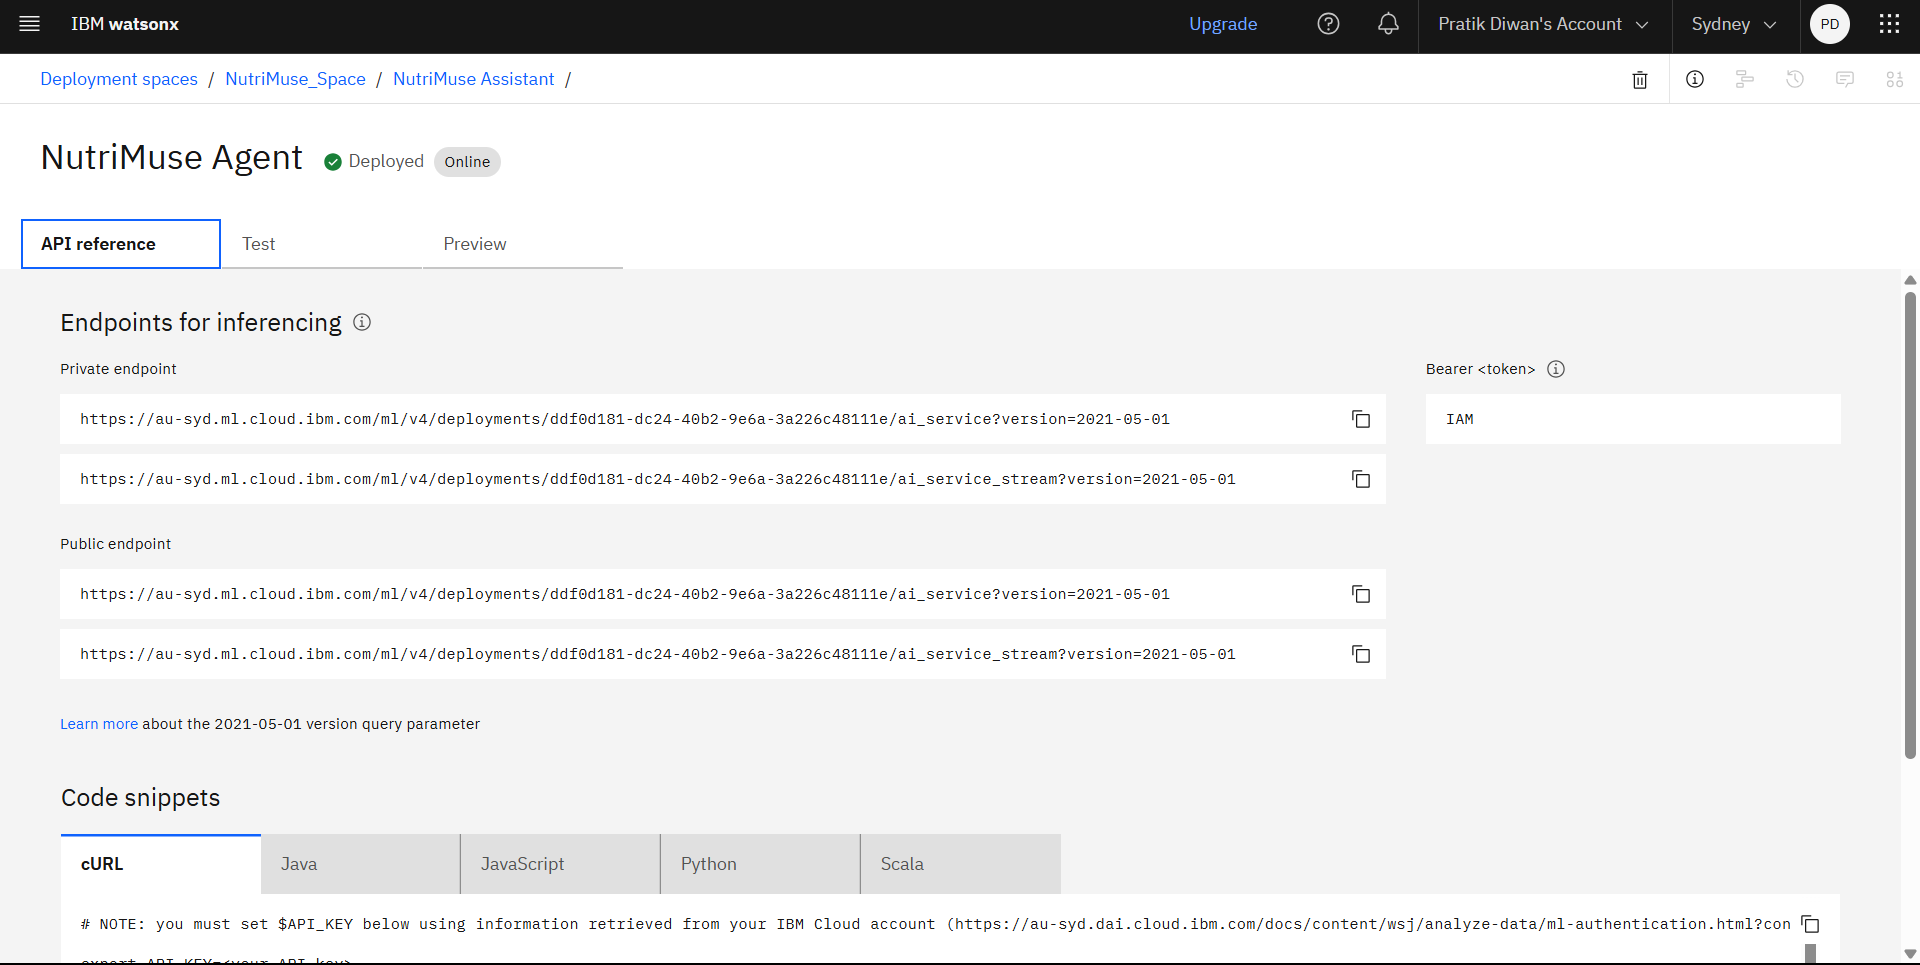 IBM watsonx
Upgrade
Pratik Diwan's Account
Sydney
PD
Deployment spaces / NutriMuse_Space / NutriMuse Assistant /
NutriMuse Agent
Deployed
Online
API reference
Test
Preview
Endpoints for inferencing
Private endpoint
Bearer <token>
https://au-syd.ml.cloud.ibm.com/ml/v4/deployments/ddf0d181-dc24-40b2-9e6a-3a226c48111e/ai_service?version=2021-05-01
IAM
https://au-syd.ml.cloud.ibm.com/ml/v4/deployments/ddf0d181-dc24-40b2-9e6a-3a226c48111e/ai_service_stream?version=2021-05-01
Public endpoint
https://au-syd.ml.cloud.ibm.com/ml/v4/deployments/ddf0d181-dc24-40b2-9e6a-3a226c48111e/ai_service?version=2021-05-01
https://au-syd.ml.cloud.ibm.com/ml/v4/deployments/ddf0d181-dc24-40b2-9e6a-3a226c48111e/ai_service_stream?version=2021-05-01
Learn more about the 2021-05-01 version query parameter
Code snippets
cURL
Java
JavaScript
Python
Scala
# NOTE: you must set $API_KEY below using information retrieved from your IBM Cloud account (https://au-syd.dai.cloud.ibm.com/docs/content/wsj/analyze-data/ml-authentication.html?con
export API_KEY=<your API key>